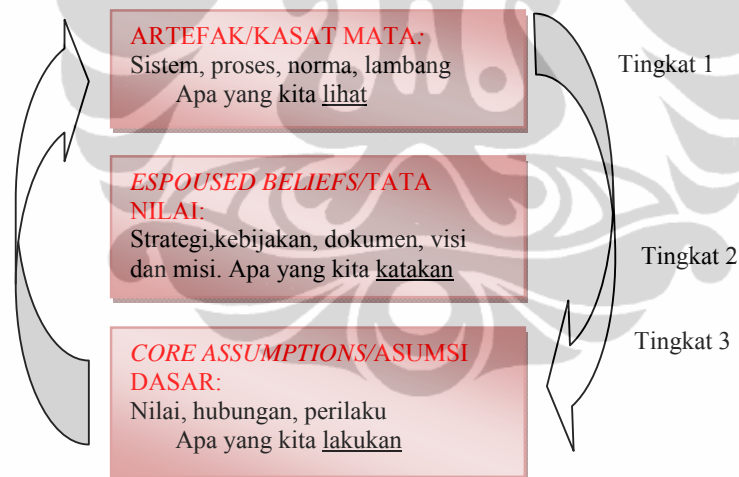 ARTEFAK/KASAT MATA:
Sistem, proses, norma, lambang
Apa yang kita lihat
Tingkat 1
ESPOUSED BELIEFS/TATA
NILAI:
Strategi,kebijakan, dokumen, visi
dan misi. Apa yang kita katakan
Tingkat 2
CORE ASSUMPTIONS/ASUMSI
DASAR:
Nilai, hubungan, perilaku
Apa yang kita lakukan
Tingkat 3